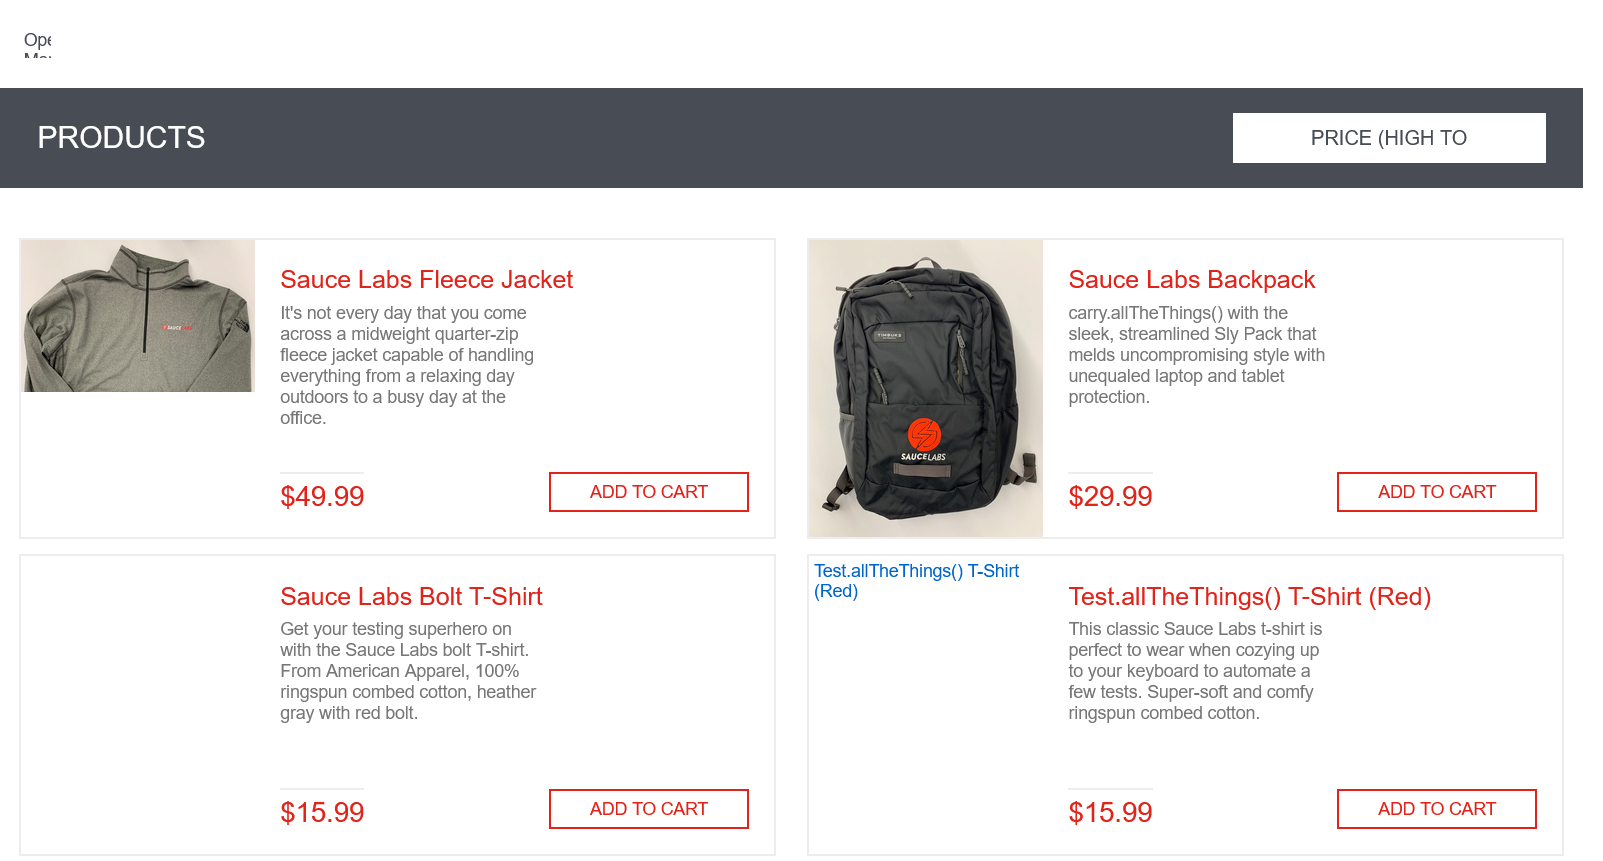 Ope
PRODUCTS
PRICE (HIGH TO
Sauce Labs Fleece Jacket
It's not every day that you come
across a midweight quarter-zip
fleece jacket capable of handling
everything from a relaxing day
outdoors to a busy day at the
office.
$49.99
ADD TO CART
SAUCELABS
Sauce Labs Backpack
carry.allTheThings() with the
sleek, streamlined Sly Pack that
melds uncompromising style with
unequaled laptop and tablet
protection.
$29.99
ADD TO CART
TIMBUK2
SAUCELABS
Sauce Labs Bolt T-Shirt
Get your testing superhero on
with the Sauce Labs bolt T-shirt.
From American Apparel, 100%
ringspun combed cotton, heather
gray with red bolt.
$15.99
ADD TO CART
Test.allTheThings() T-Shirt
(Red)
Test.allTheThings() T-Shirt (Red)
This classic Sauce Labs t-shirt is
perfect to wear when cozying up
to your keyboard to automate a
few tests. Super-soft and comfy
ringspun combed cotton.
$15.99
ADD TO CART